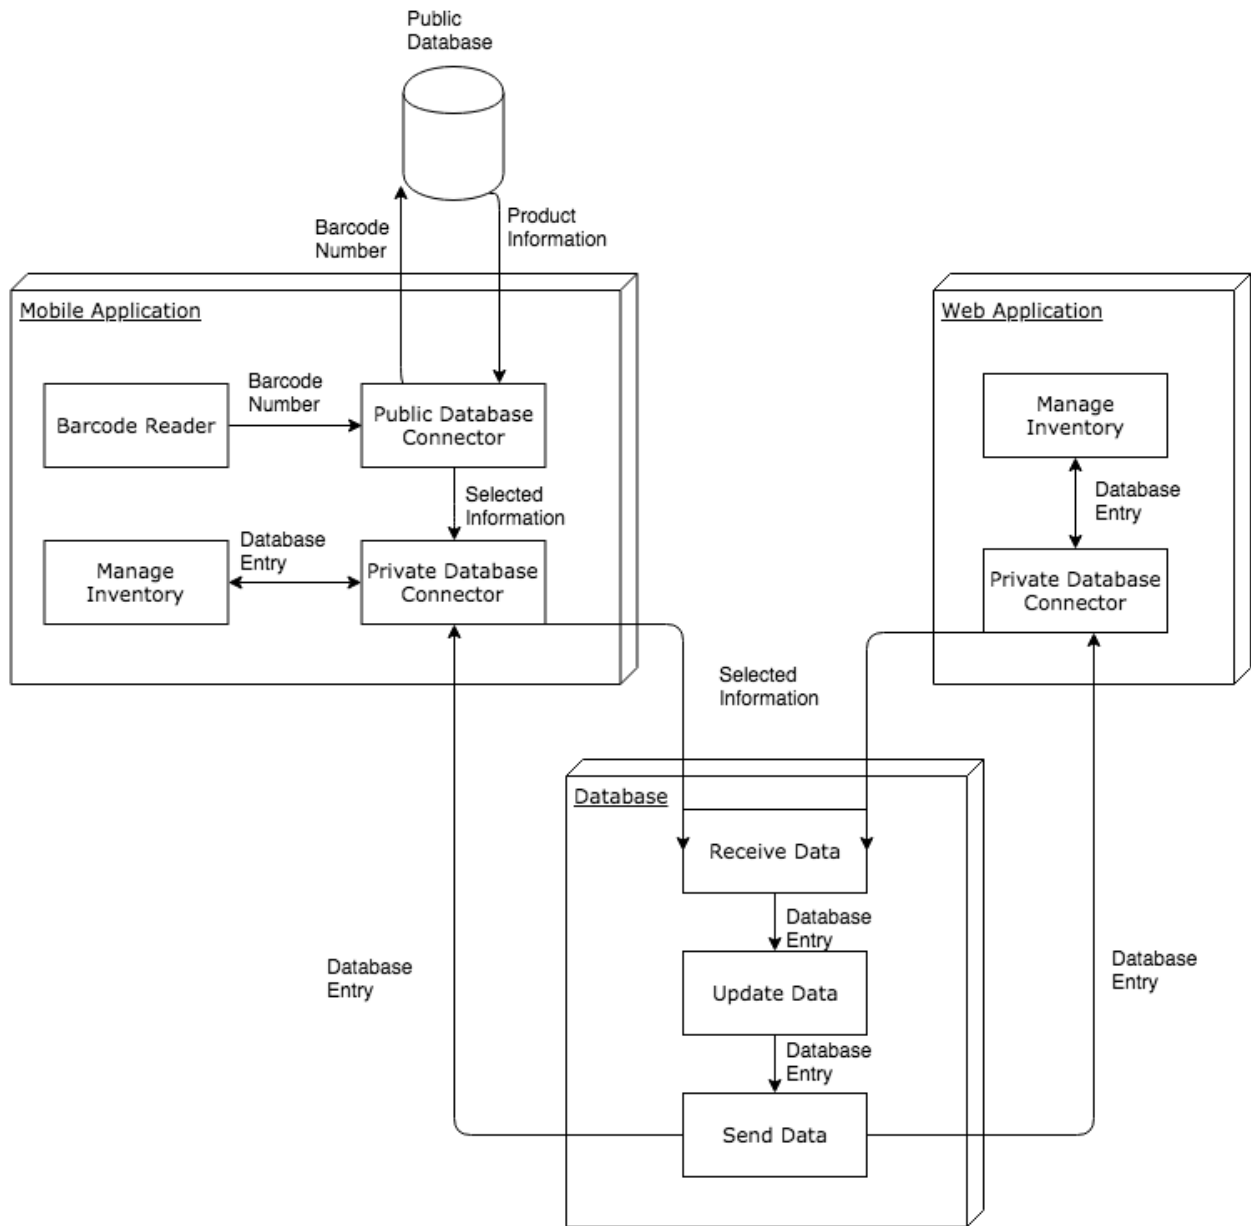 Public
Database
Barcode
Number
Product
Information
Mobile Application
Barcode Reader
Barcode
Number
Public Database
Connector
Selected
Information
Manage
Inventory
Database
Entry
Private Database
Connector
Web Application
Manage
Inventory
Database
Entry
Private Database
Connector
Selected
Information
Database
Receive Data
Database
Entry
Update Data
Database
Entry
Send Data
Database
Entry
Database
Entry